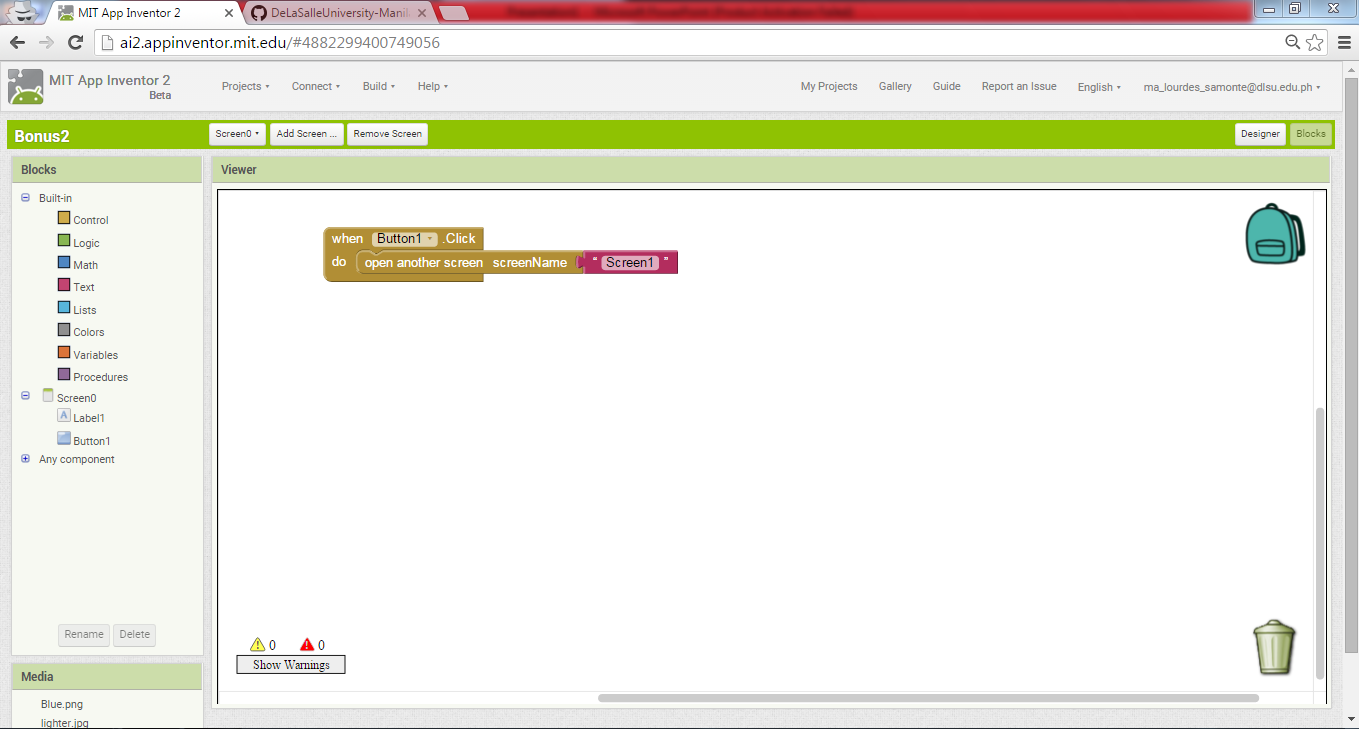 MIT App Inventor 2
DeLaSalleUniversity-Mani
ai2.appinventor.mit.edu/#4882299400749056
MIT App Inventor 2
Beta
Projects Connect Build Help
My Projects Gallery Guide Report an Issue English ma_lourdes_samonte@dlsu.edu.ph
Bonus2
Screen0 Add Screen ... Remove Screen
Designer Blocks
Blocks
Built-in
Control
Logic
Math
Text
Lists
Colors
Variables
Procedures
Screen0
Label1
Button1
Any component
Rename Delete
Media
Blue.png
lighter.jpg
Viewer
when Button1 .Click
do open another screen screenName “ Screen1 ”
0 0
Show Warnings